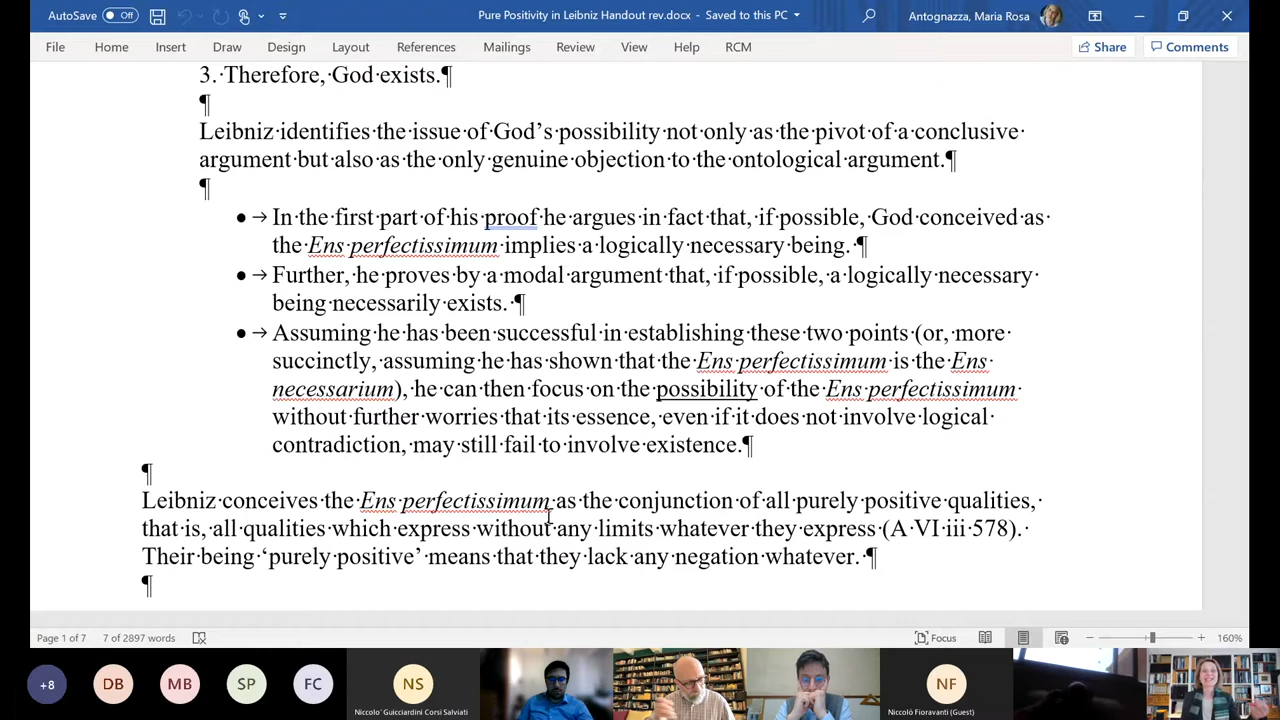 AutoSave Off Pure Positivity in Leibniz Handout rev.docx - Saved to this PC Antognazza, Maria Rosa
File Home Insert Draw Design Layout References Mailings Review View Help RCM Share Comments
3. Therefore, God exists.¶
¶
Leibniz identifies the issue of God's possibility not only as the pivot of a conclusive
argument but also as the only genuine objection to the ontological argument.¶
¶
• → In the first part of his proof he argues in fact that, if possible, God conceived as
the Ens perfectissimum implies a logically necessary being. ¶
• → Further, he proves by a modal argument that, if possible, a logically necessary
being necessarily exists. ¶
• → Assuming he has been successful in establishing these two points (or, more
succinctly, assuming he has shown that the Ens perfectissimum is the Ens
necessarium), he can then focus on the possibility of the Ens perfectissimum
without further worries that its essence, even if it does not involve logical
contradiction, may still fail to involve existence.¶
¶
Leibniz conceives the Ens perfectissimum as the conjunction of all purely positive qualities,
that is, all qualities which express without any limits whatever they express (A VI iii 578).
Their being ‘purely positive’ means that they lack any negation whatever. ¶
¶
Page 1 of 7 7 of 2897 words Focus 160%
+8 DB MB SP FC NS NF
Niccolo' Guicciardini Corsi Salviati Niccolò Fioravanti (Guest)